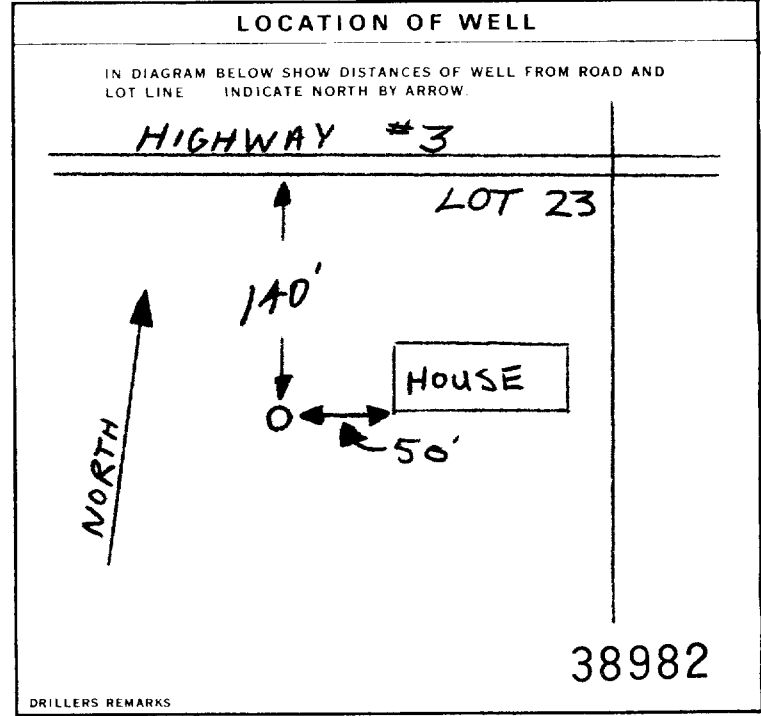 LOCATION OF WELL
IN DIAGRAM BELOW SHOW DISTANCES OF WELL FROM ROAD AND
LOT LINE INDICATE NORTH BY ARROW.
HIGHWAY #3
LOT 23
140'
HOUSE
50'
NORTH
38982
DRILLERS REMARKS